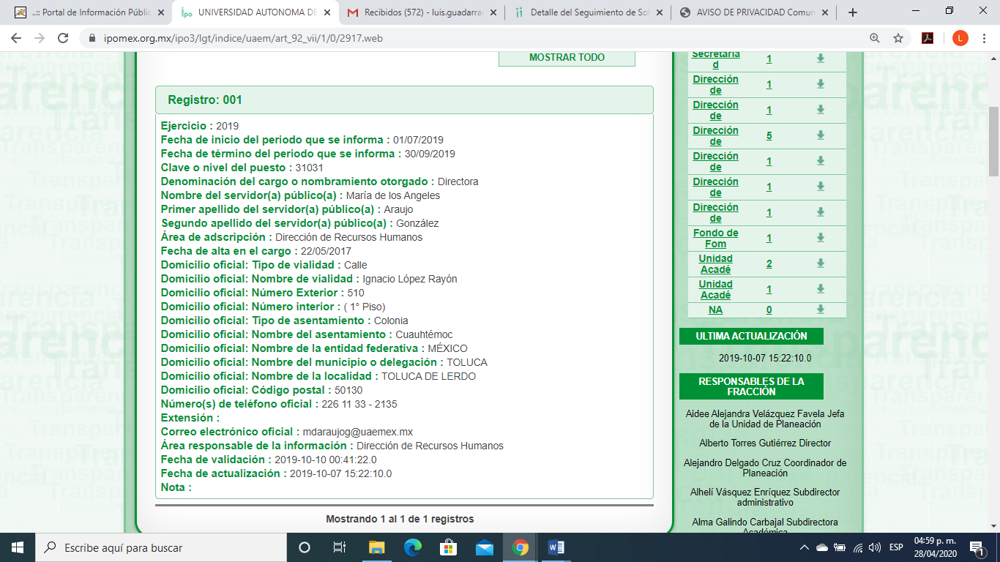 ..:: Portal de Información Públic
UNIVERSIDAD AUTONOMA DE
Recibidos (572) - luis.guadarran
Detalle del Seguimiento de Sol
AVISO DE PRIVACIDAD Comun
ipomex.org.mx/ipo3/lgt/indice/uaem/art_92_vii/1/0/2917.web
L
MOSTRAR TODO
Registro: 001
Ejercicio : 2019
Fecha de inicio del periodo que se informa : 01/07/2019
Fecha de término del periodo que se informa : 30/09/2019
Clave o nivel del puesto : 31031
Denominación del cargo o nombramiento otorgado : Directora
Nombre del servidor(a) público(a) : María de los Angeles
Primer apellido del servidor(a) público(a) : Araujo
Segundo apellido del servidor(a) público(a) : González
Área de adscripción : Dirección de Recursos Humanos
Fecha de alta en el cargo : 22/05/2017
Domicilio oficial: Tipo de vialidad : Calle
Domicilio oficial: Nombre de vialidad : Ignacio López Rayón
Domicilio oficial: Número Exterior : 510
Domicilio oficial: Número interior : ( 1° Piso)
Domicilio oficial: Tipo de asentamiento : Colonia
Domicilio oficial: Nombre del asentamiento : Cuauhtémoc
Domicilio oficial: Nombre de la entidad federativa : MÉXICO
Domicilio oficial: Nombre del municipio o delegación : TOLUCA
Domicilio oficial: Nombre de la localidad : TOLUCA DE LERDO
Domicilio oficial: Código postal : 50130
Número(s) de teléfono oficial : 226 11 33 - 2135
Extensión :
Correo electrónico oficial : mdaraujog@uaemex.mx
Área responsable de la información : Dirección de Recursos Humanos
Fecha de validación : 2019-10-10 00:41:22.0
Fecha de actualización : 2019-10-07 15:22:10.0
Nota :
Mostrando 1 al 1 de 1 registros
Secretaría
d 1
Dirección
de 1
Dirección
de 1
Dirección
de 5
Dirección
de 1
Dirección
de 1
Dirección
de 1
Fondo de
Fom 1
Unidad
Acadé 2
Unidad
Acadé 1
NA 0
ULTIMA ACTUALIZACIÓN
2019-10-07 15:22:10.0
RESPONSABLES DE LA
FRACCIÓN
Aidee Alejandra Velázquez Favela Jefa
de la Unidad de Planeación
Alberto Torres Gutiérrez Director
Alejandro Delgado Cruz Coordinador de
Planeación
Alhelí Vásquez Enríquez Subdirector
administrativo
Alma Galindo Carbajal Subdirectora
Académica
Escribe aquí para buscar
ESP
04:59 p. m.
28/04/2020
1